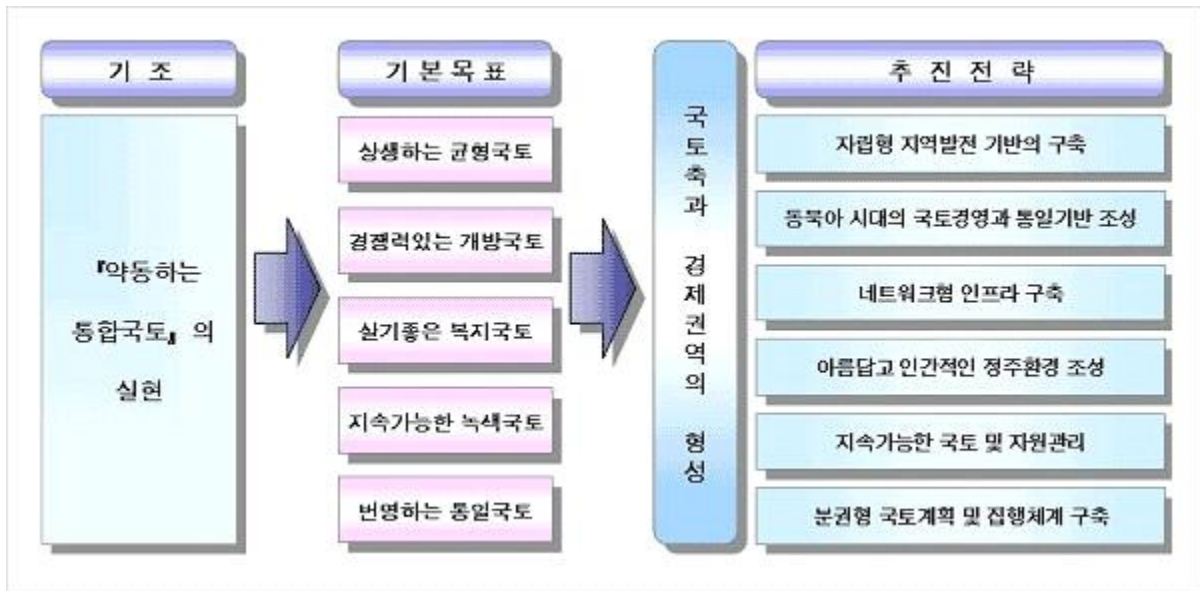 기 조
『약동하는
통합국토』의
실현
기본목표
상생하는 균형국토
경쟁력있는 개방국토
살기좋은 복지국토
지속가능한 녹색국토
번영하는 통일국토
국토축과 경제권역의 형성
추 진 전 략
자립형 지역발전 기반의 구축
동북아 시대의 국토경영과 통일기반 조성
네트워크형 인프라 구축
아름답고 인간적인 정주환경 조성
지속가능한 국토 및 자원관리
분권형 국토계획 및 집행체계 구축